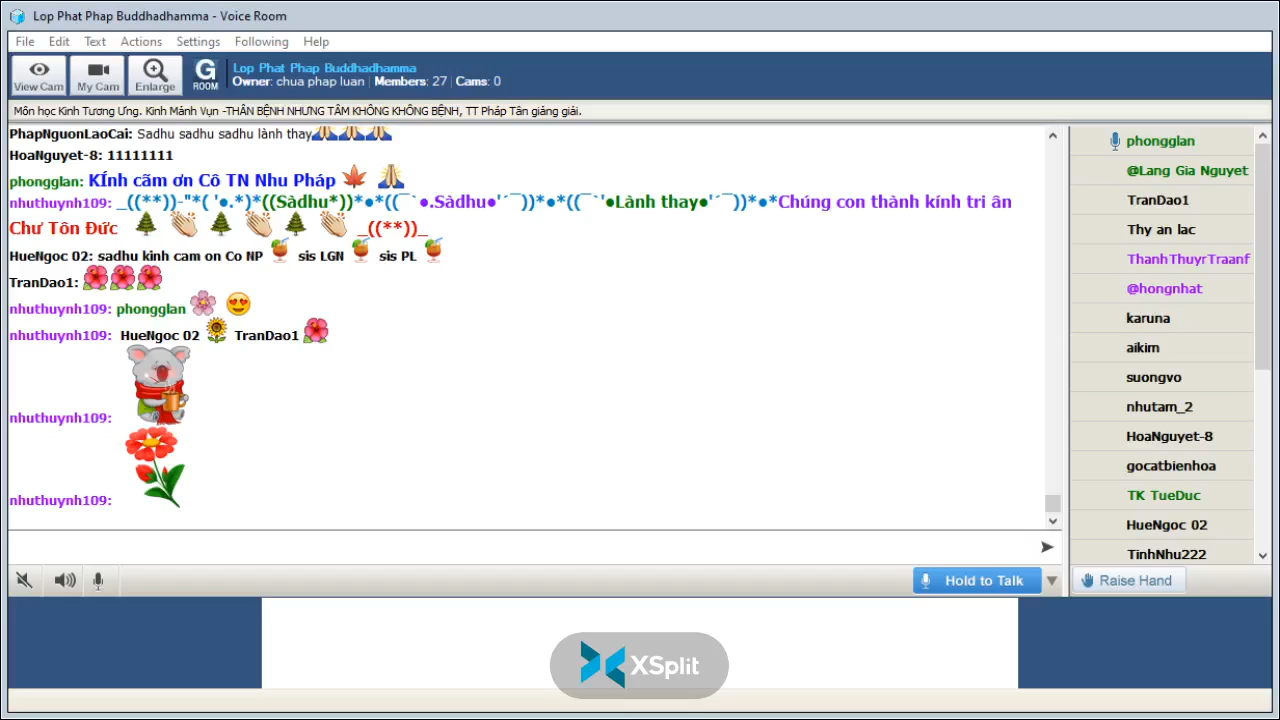 Lop Phat Phap Buddhadhamma - Voice Room
File Edit Text Actions Settings Following Help
View Cam My Cam Enlarge G ROOM
Lop Phat Phap Buddhadhamma
Owner: chua phap luan | Members: 27 | Cams: 0
Môn học Kinh Tương Ưng. Kinh Mảnh Vụn -THÂN BỆNH NHƯNG TÂM KHÔNG KHÔNG BỆNH, TT Pháp Tân giảng giải.
PhapNguonLaoCai: Sadhu sadhu sadhu lành thay🙏🙏🙏
HoaNguyet-8: 11111111
phongglan: KÍnh cãm ơn Cô TN Nhu Pháp 🍁 🙏
nhuthuynh109: _((**))-"*( '●.*)*((Sàdhu*))*●*((¯`●.Sàdhu●'´¯))*●*((¯`'●Lành thay●'´¯))*●*Chúng con thành kính tri ân
Chư Tôn Đức 🌲 👏 🌲 👏 🌲 👏 _((**))_
HueNgoc 02: sadhu kinh cam on Co NP 🍹 sis LGN 🍹 sis PL 🍹
TranDao1: 🌺🌺🌺
nhuthuynh109: phongglan 🌸 😍
nhuthuynh109: HueNgoc 02 🌻 TranDao1 🌺
nhuthuynh109:
nhuthuynh109:
Hold to Talk
phongglan
@Lang Gia Nguyet
TranDao1
Thy an lac
ThanhThuyrTraanf
@hongnhat
karuna
aikim
suongvo
nhutam_2
HoaNguyet-8
gocatbienhoa
TK TueDuc
HueNgoc 02
TinhNhu222
Raise Hand
XSplit